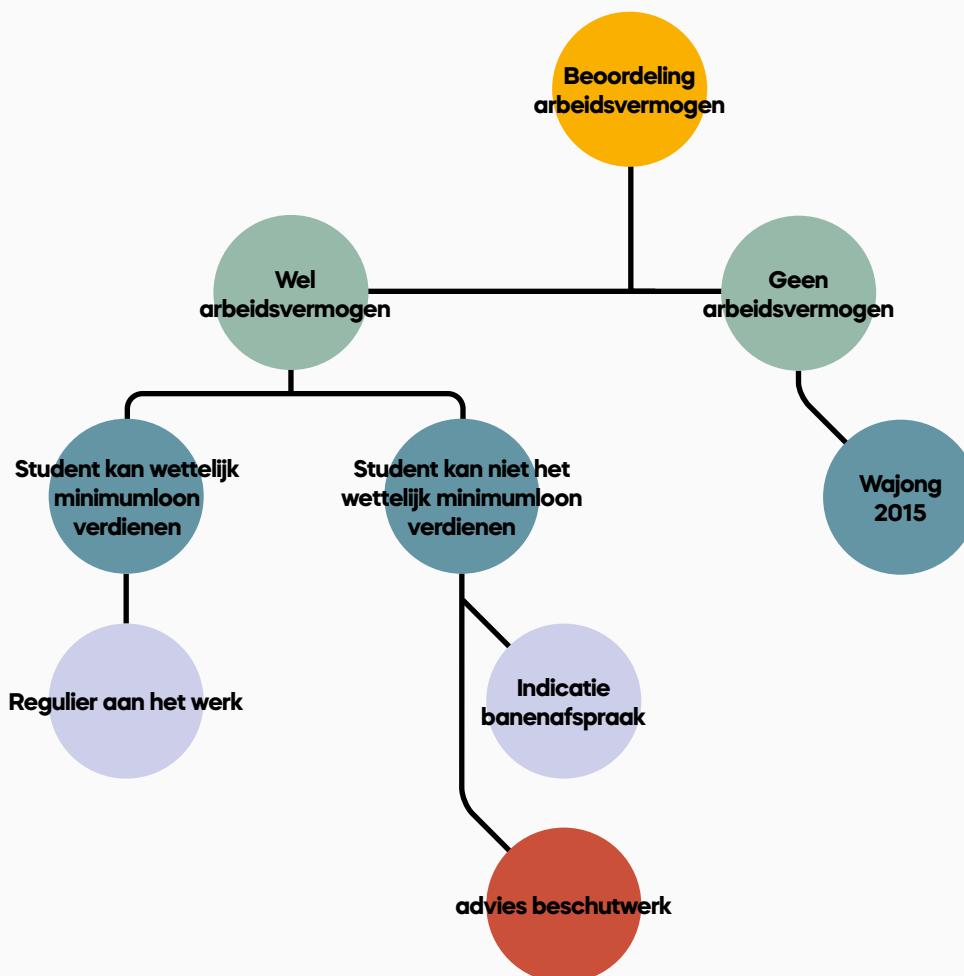 Beoordeling
arbeidsvermogen
Wel
arbeidsvermogen
Geen
arbeidsvermogen
Student kan wettelijk
minimumloon
verdienen
Student kan niet het
wettelijk minimumloon
verdienen
Wajong
2015
Regulier aan het werk
Indicatie
banenafspraak
advies beschutwerk